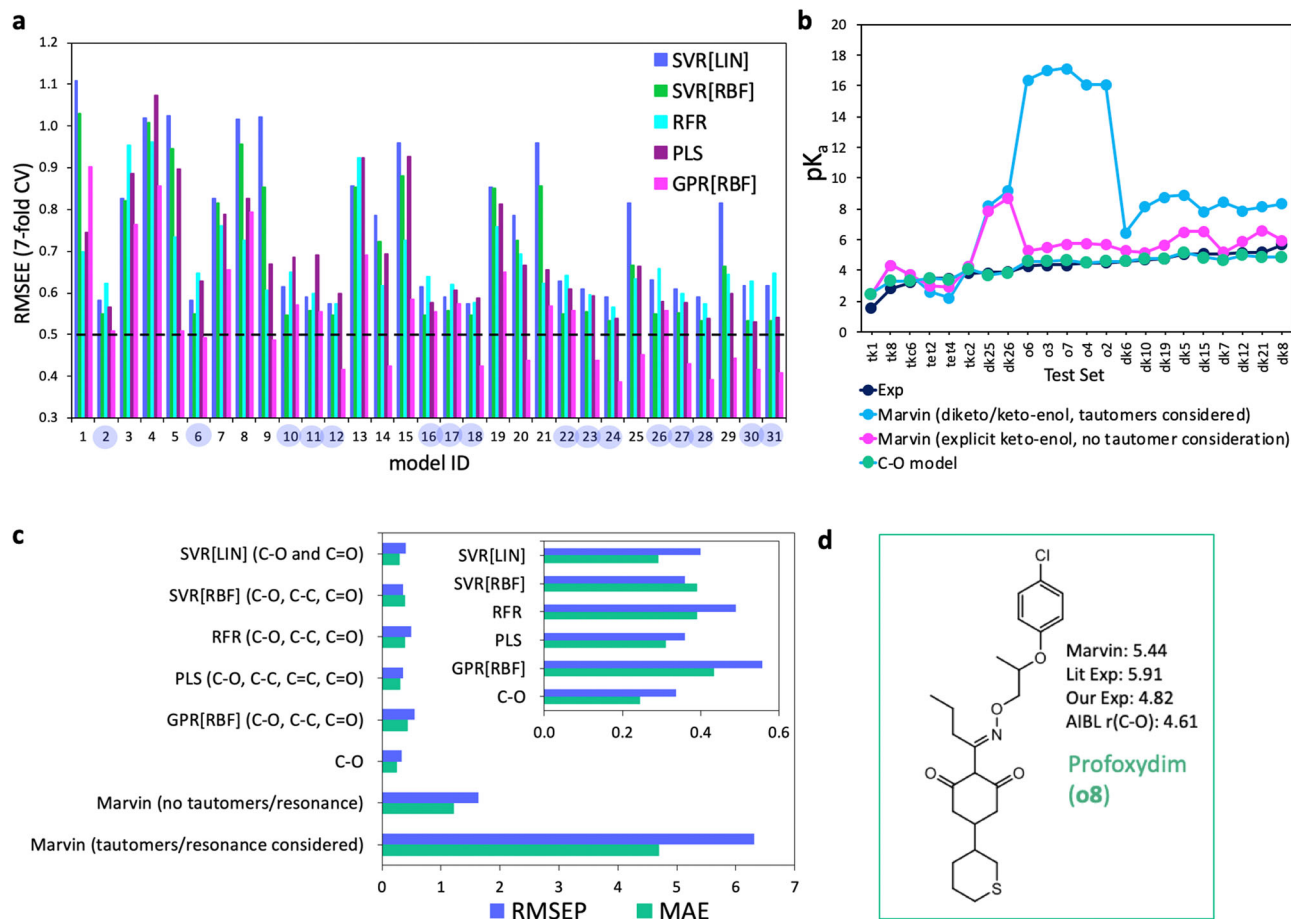 a
1.2
1.1
1.0
0.9
0.8
0.7
0.6
0.5
0.4
0.3
RMSEE (7-fold CV)
SVR[LIN]
SVR[RBF]
RFR
PLS
GPR[RBF]
1 2 3 4 5 6 7 8 9 10 11 12 13 14 15 16 17 18 19 20 21 22 23 24 25 26 27 28 29 30 31
model ID
b
20
18
16
14
12
10
8
6
4
2
0
pKa
tk1 tk8 tkc6 tet2 tet4 tkc2 dk25 dk26 o6 o3 o7 o4 o2 dk6 dk10 dk19 dk5 dk15 dk7 dk12 dk21 dk8
Test Set
Exp
Marvin (diketo/keto-enol, tautomers considered)
Marvin (explicit keto-enol, no tautomer consideration)
C-O model
c
SVR[LIN] (C-O and C=O)
SVR[RBF] (C-O, C-C, C=O)
RFR (C-O, C-C, C=O)
PLS (C-O, C-C, C=C, C=O)
GPR[RBF] (C-O, C-C, C=O)
C-O
Marvin (no tautomers/resonance)
Marvin (tautomers/resonance considered)
0 1 2 3 4 5 6 7
RMSEP MAE
SVR[LIN]
SVR[RBF]
RFR
PLS
GPR[RBF]
C-O
0.0 0.2 0.4 0.6
d
Cl
O
O
N
O
O
S
Marvin: 5.44
Lit Exp: 5.91
Our Exp: 4.82
AIBL r(C-O): 4.61
Profoxydim
(o8)